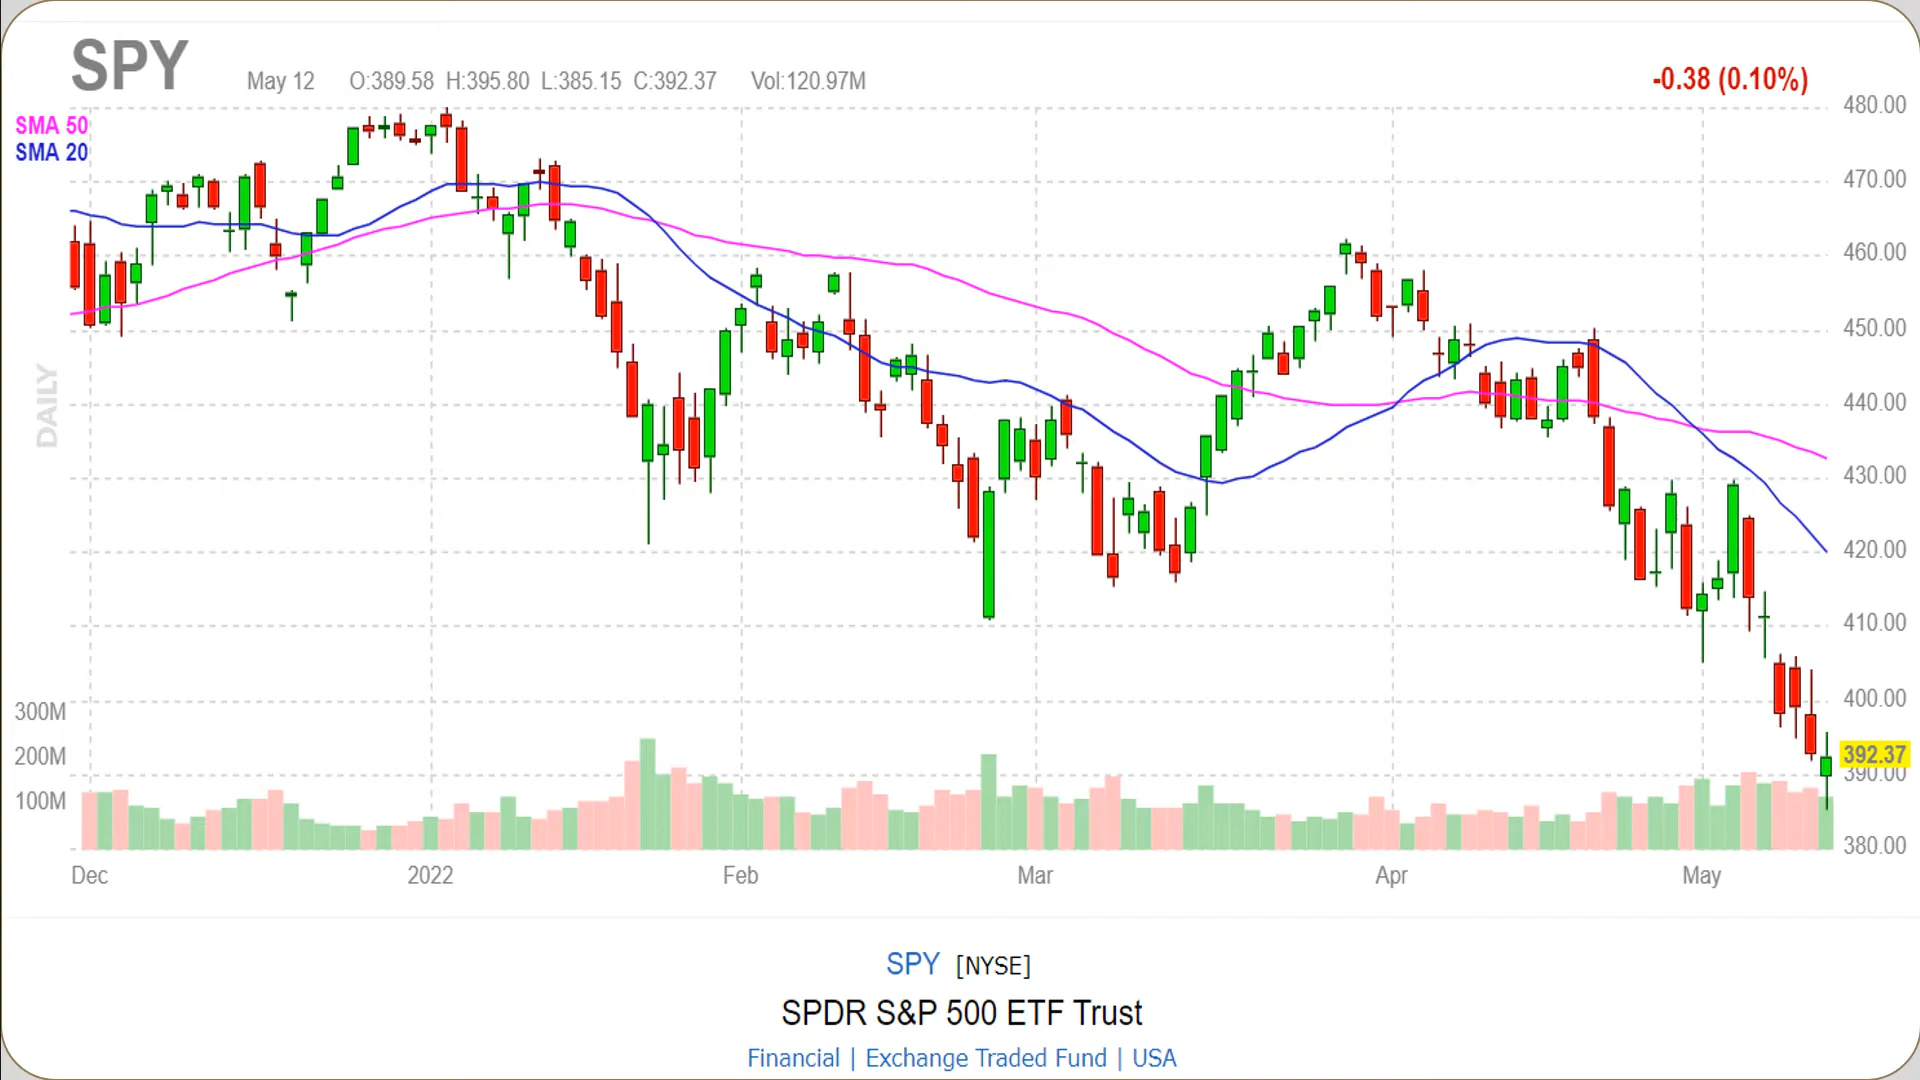 SPY May 12 O:389.58 H:395.80 L:385.15 C:392.37 Vol:120.97M -0.38 (0.10%)
SMA 50
SMA 20
480.00
470.00
460.00
450.00
440.00
430.00
420.00
410.00
400.00
392.37
390.00
380.00
DAILY
300M
200M
100M
Dec 2022 Feb Mar Apr May
SPY [NYSE]
SPDR S&P 500 ETF Trust
Financial | Exchange Traded Fund | USA